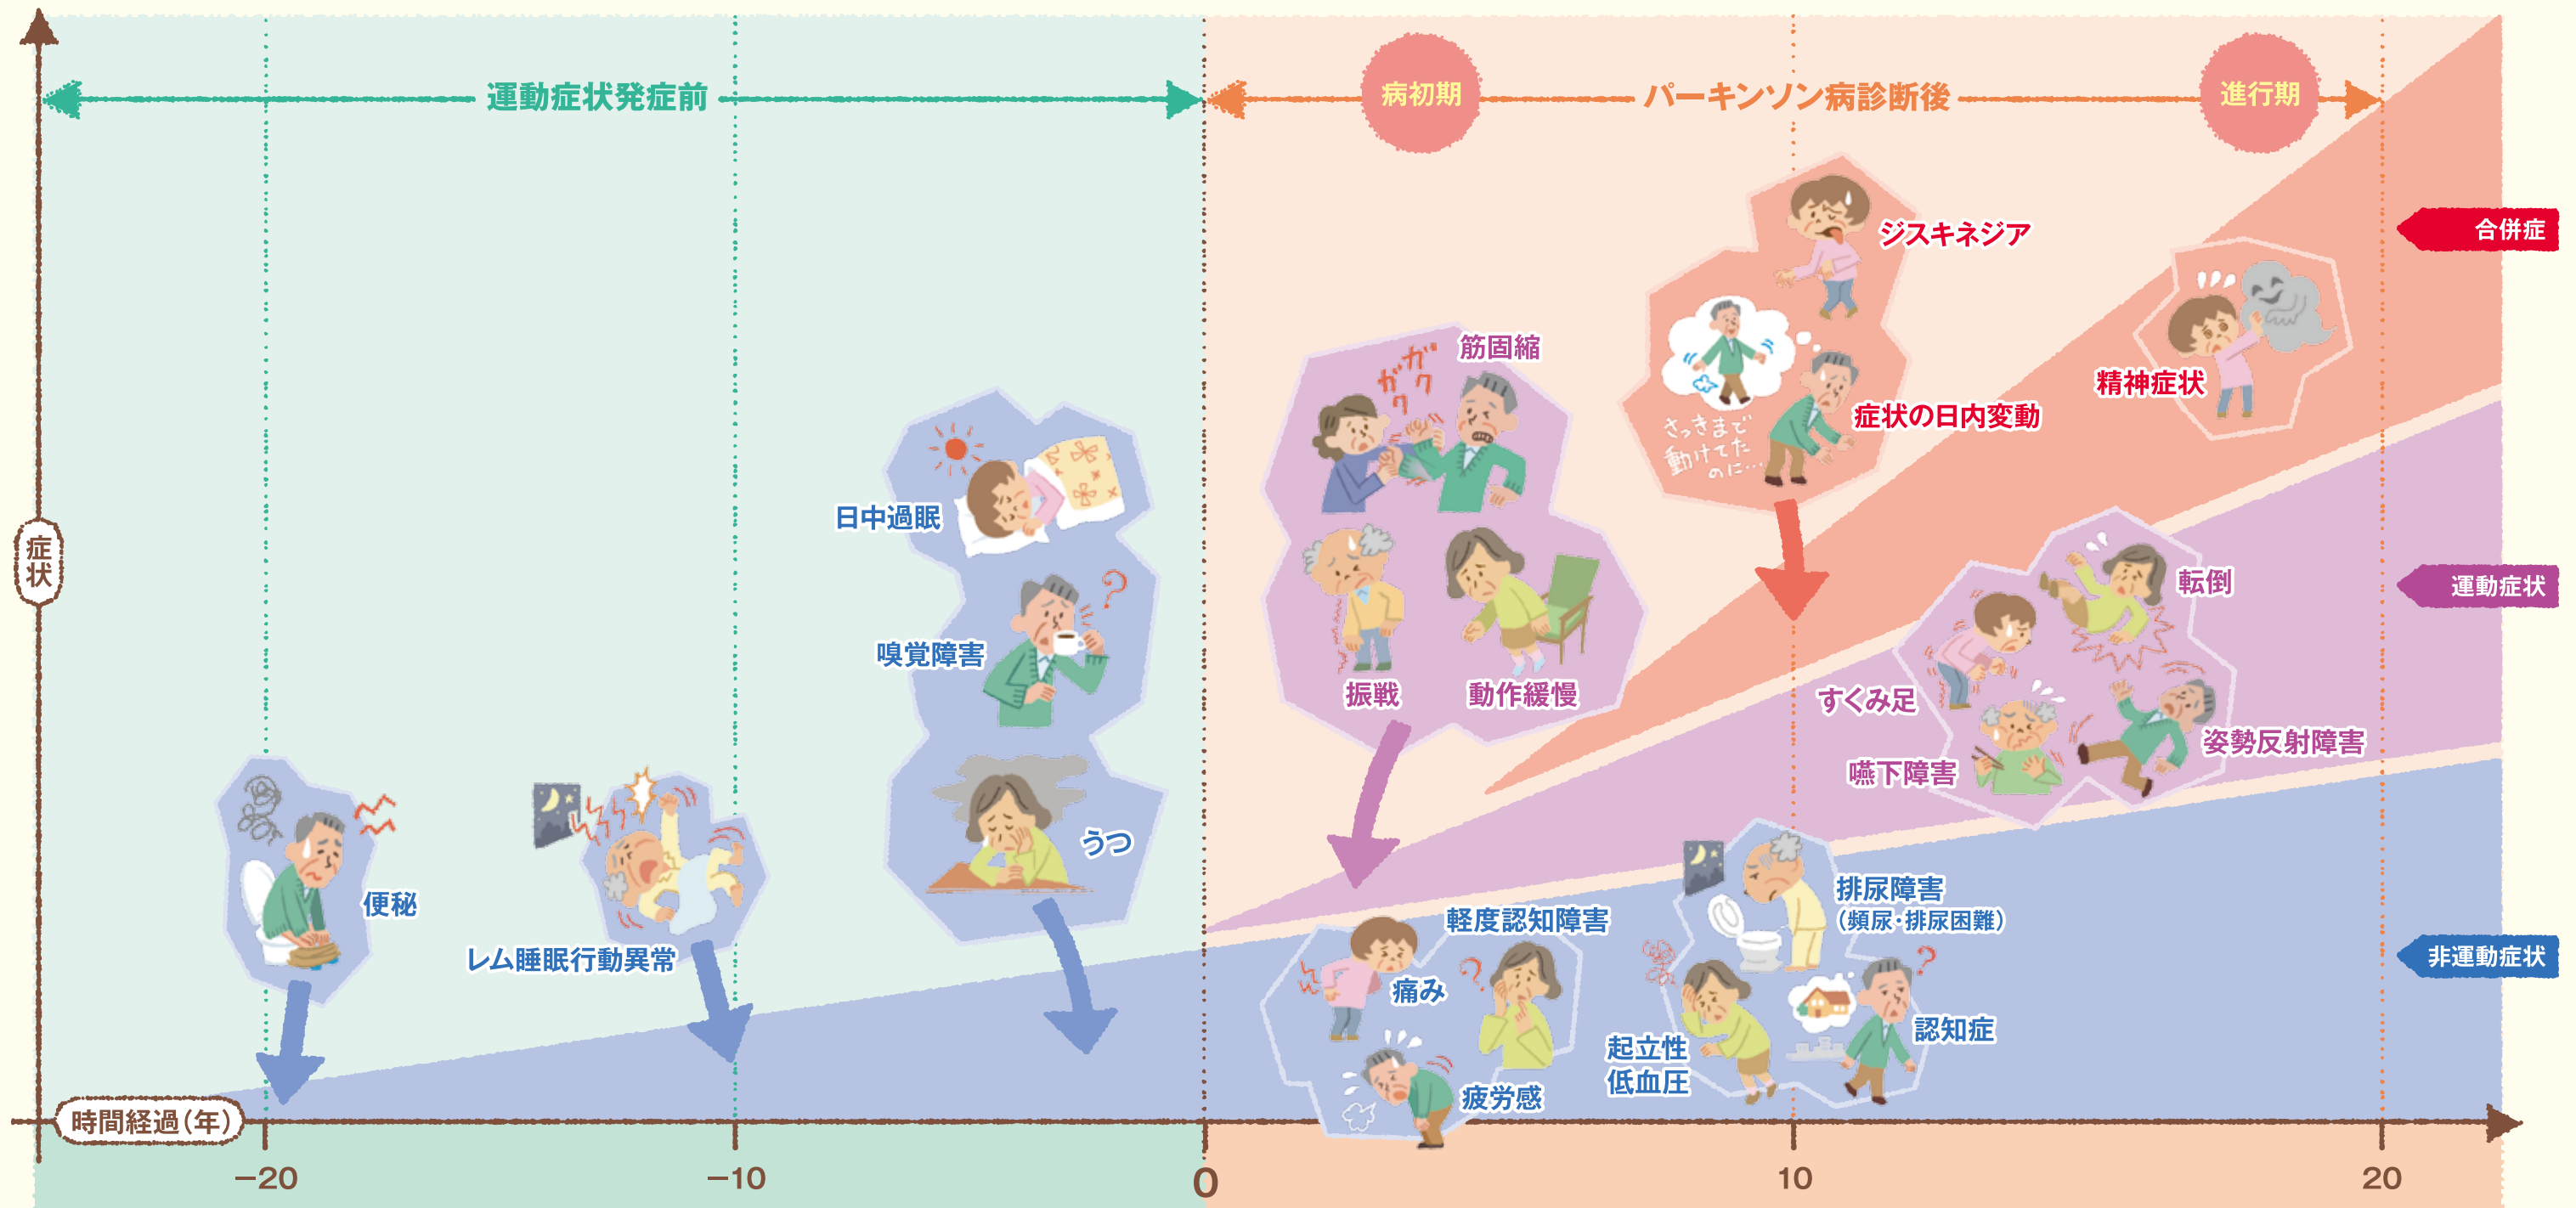 運動症状発症前
病初期
パーキンソン病診断後
進行期
合併症
ジスキネジア
さっきまで
動けてた
のに…
症状の日内変動
精神症状
ガクガク
筋固縮
振戦
動作緩慢
日中過眠
?
嗅覚障害
うつ
症状
運動症状
転倒
すくみ足
嚥下障害
姿勢反射障害
便秘
レム睡眠行動異常
非運動症状
軽度認知障害
痛み
?
疲労感
排尿障害
(頻尿・排尿困難)
起立性
低血圧
?
認知症
時間経過(年)
−20
−10
0
10
20